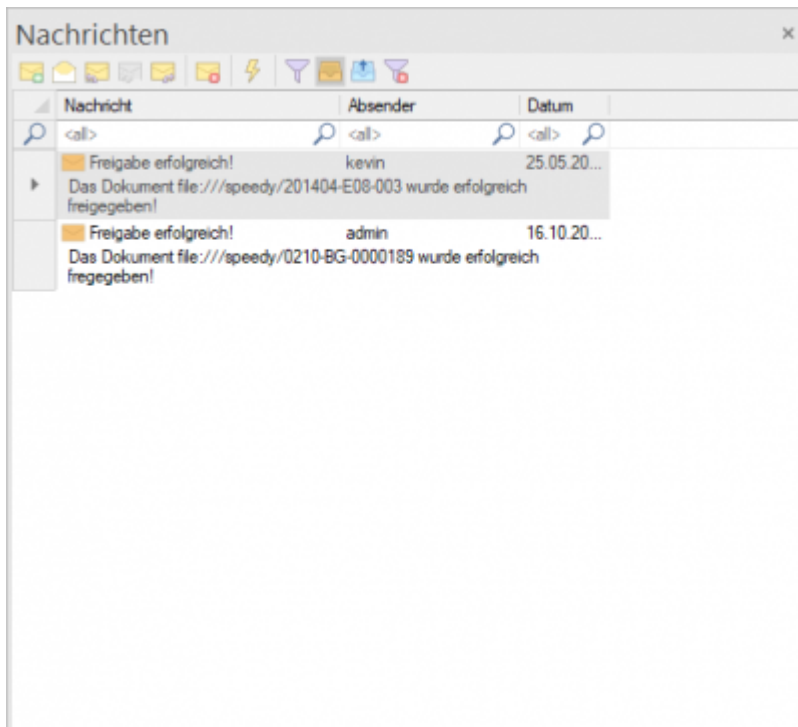 Nachrichten
Nachricht Absender Datum
<all> <all> <all>
Freigabe erfolgreich! kevin 25.05.20...
Das Dokument file:///speedy/201404-E08-003 wurde erfolgreich
freigegeben!
Freigabe erfolgreich! admin 16.10.20...
Das Dokument file:///speedy/0210-BG-0000189 wurde erfolgreich
fregegeben!